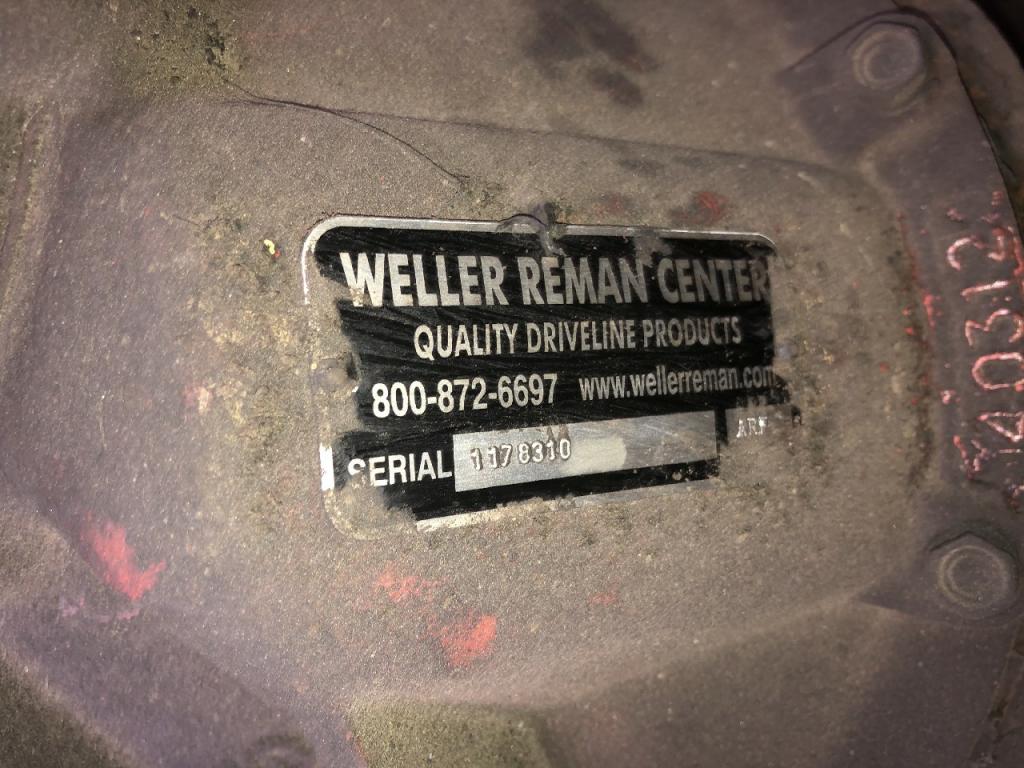 WELLER REMAN CENTER
QUALITY DRIVELINE PRODUCTS
800-872-6697 www.wellerreman.com
SERIAL 1178310